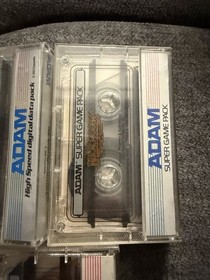 ADAM
High Speed digital data pack
ADAM SUPER GAME PACK
ADAM
SUPER GAME PACK